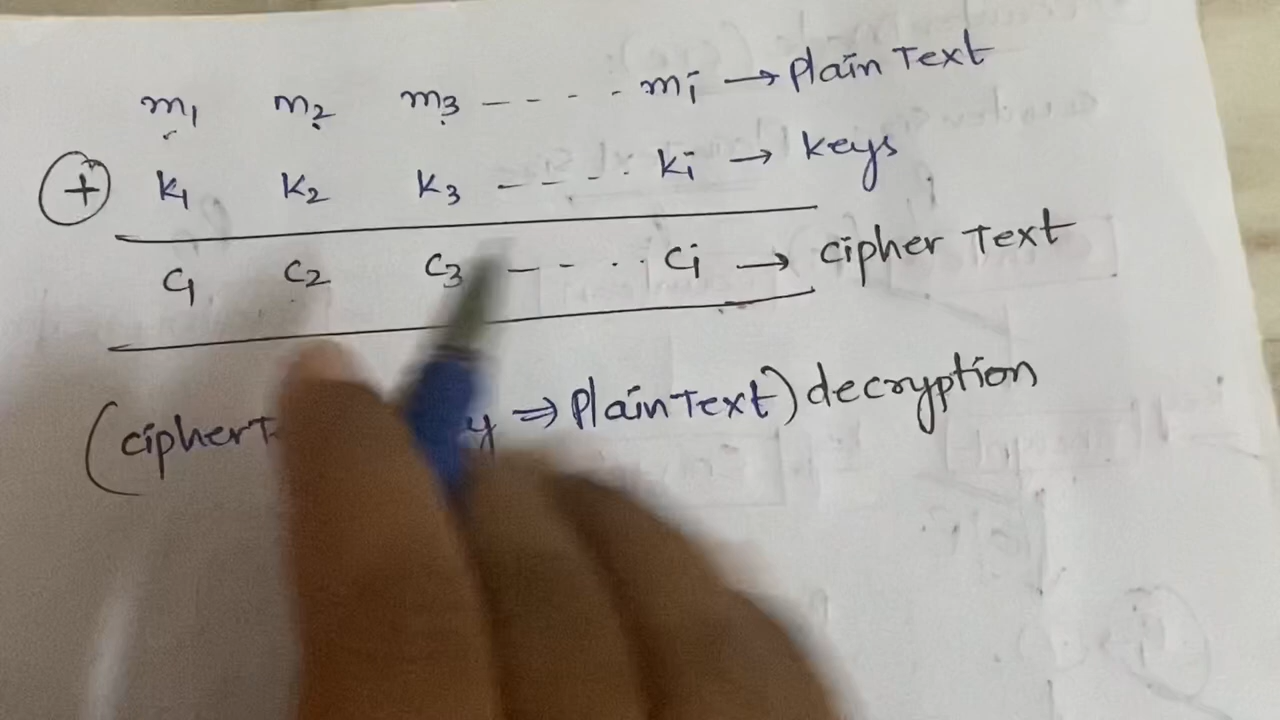 m1 m2 m3 ----- mi → plain Text
⊕ k1 k2 k3 ----- ki → keys
c1 c2 c3 ----- ci → cipher Text
(cipherT y ⇒ plainText) decryption